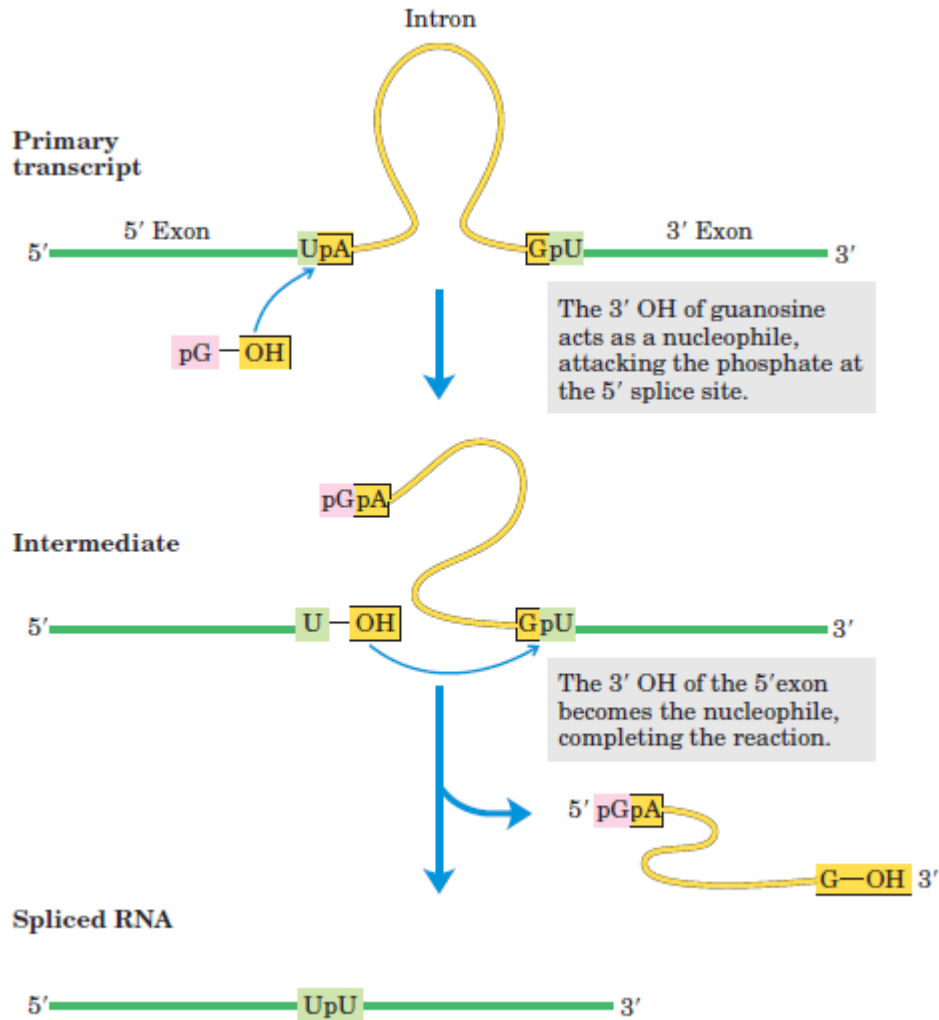 Intron
Primary
transcript
5′ Exon
3′ Exon
5′
UpA
GpU
3′
pG
OH
The 3′ OH of guanosine
acts as a nucleophile,
attacking the phosphate at
the 5′ splice site.
pGpA
Intermediate
5′
U
OH
GpU
3′
The 3′ OH of the 5′exon
becomes the nucleophile,
completing the reaction.
5′ pGpA
G—OH 3′
Spliced RNA
5′
UpU
3′